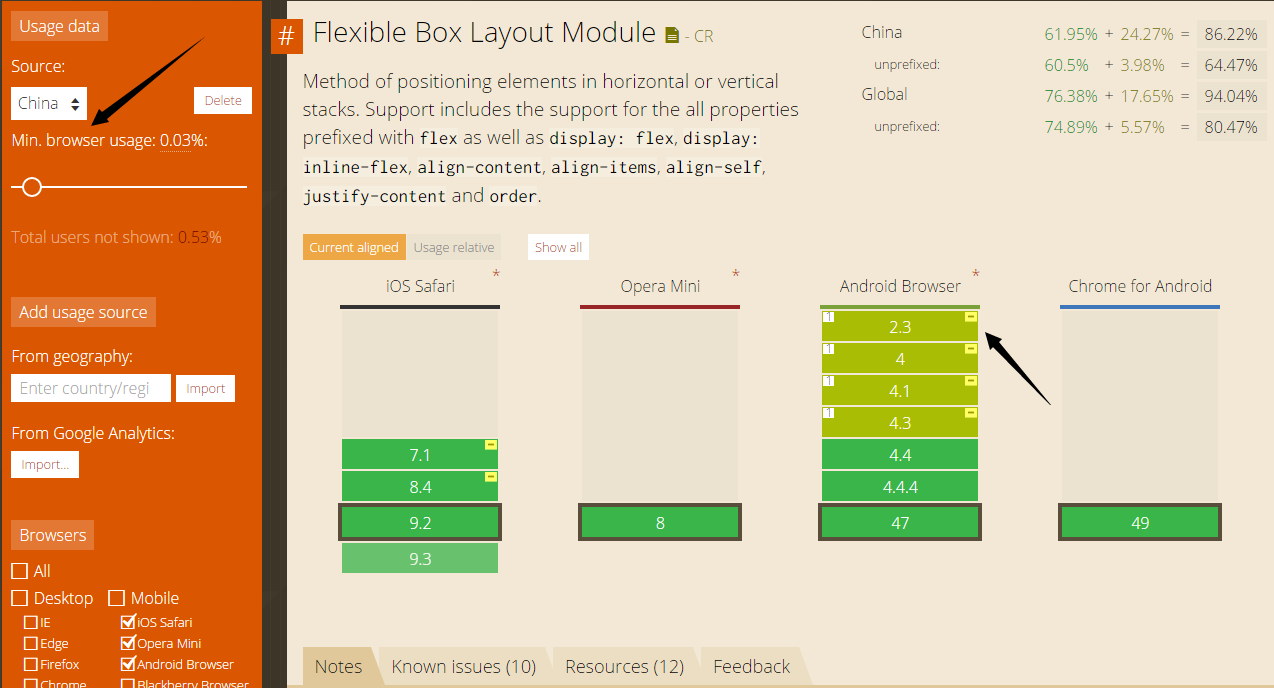 Usage data
Source:
China
Delete
Min. browser usage: 0.03%:
Total users not shown: 0.53%
Add usage source
From geography:
Enter country/regi
Import
From Google Analytics:
Import...
Browsers
All
Desktop
Mobile
IE
iOS Safari
Edge
Opera Mini
Firefox
Android Browser
Chrome
Blackberry Browser
# Flexible Box Layout Module - CR
Method of positioning elements in horizontal or vertical
stacks. Support includes the support for the all properties
prefixed with flex as well as display: flex, display:
inline-flex, align-content, align-items, align-self,
justify-content and order.
China 61.95% + 24.27% = 86.22%
unprefixed: 60.5% + 3.98% = 64.47%
Global 76.38% + 17.65% = 94.04%
unprefixed: 74.89% + 5.57% = 80.47%
Current aligned
Usage relative
Show all
iOS Safari *
7.1
8.4
9.2
9.3
Opera Mini *
8
Android Browser *
1 2.3
1 4
1 4.1
1 4.3
4.4
4.4.4
47
Chrome for Android
49
Notes
Known issues (10)
Resources (12)
Feedback